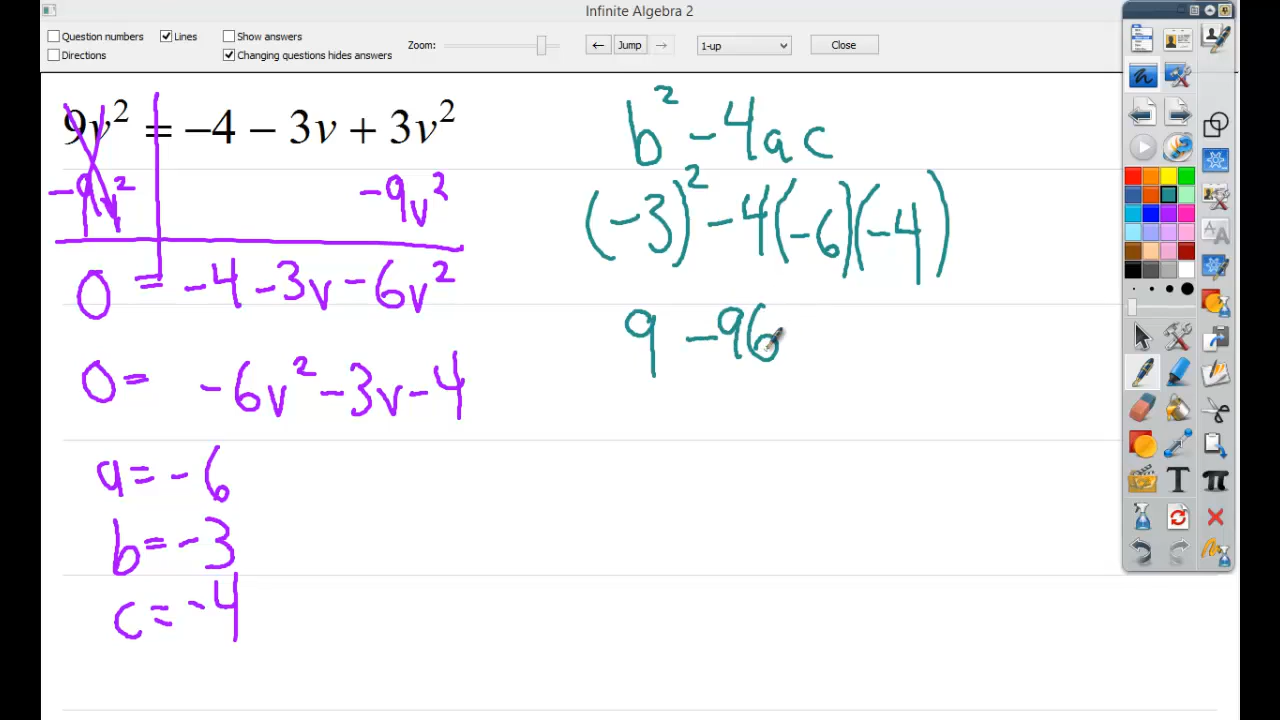 Infinite Algebra 2
Question numbers Lines Show answers
Directions Changing questions hides answers
Zoom: ← Jump → 1-up Close
9v² = −4 − 3v + 3v²
-9v² -9v²
0 = -4 -3v - 6v²
0 = -6v² -3v -4
a = -6
b = -3
c = -4
b² - 4ac
(-3)² - 4(-6)(-4)
9 - 96
A A
T π